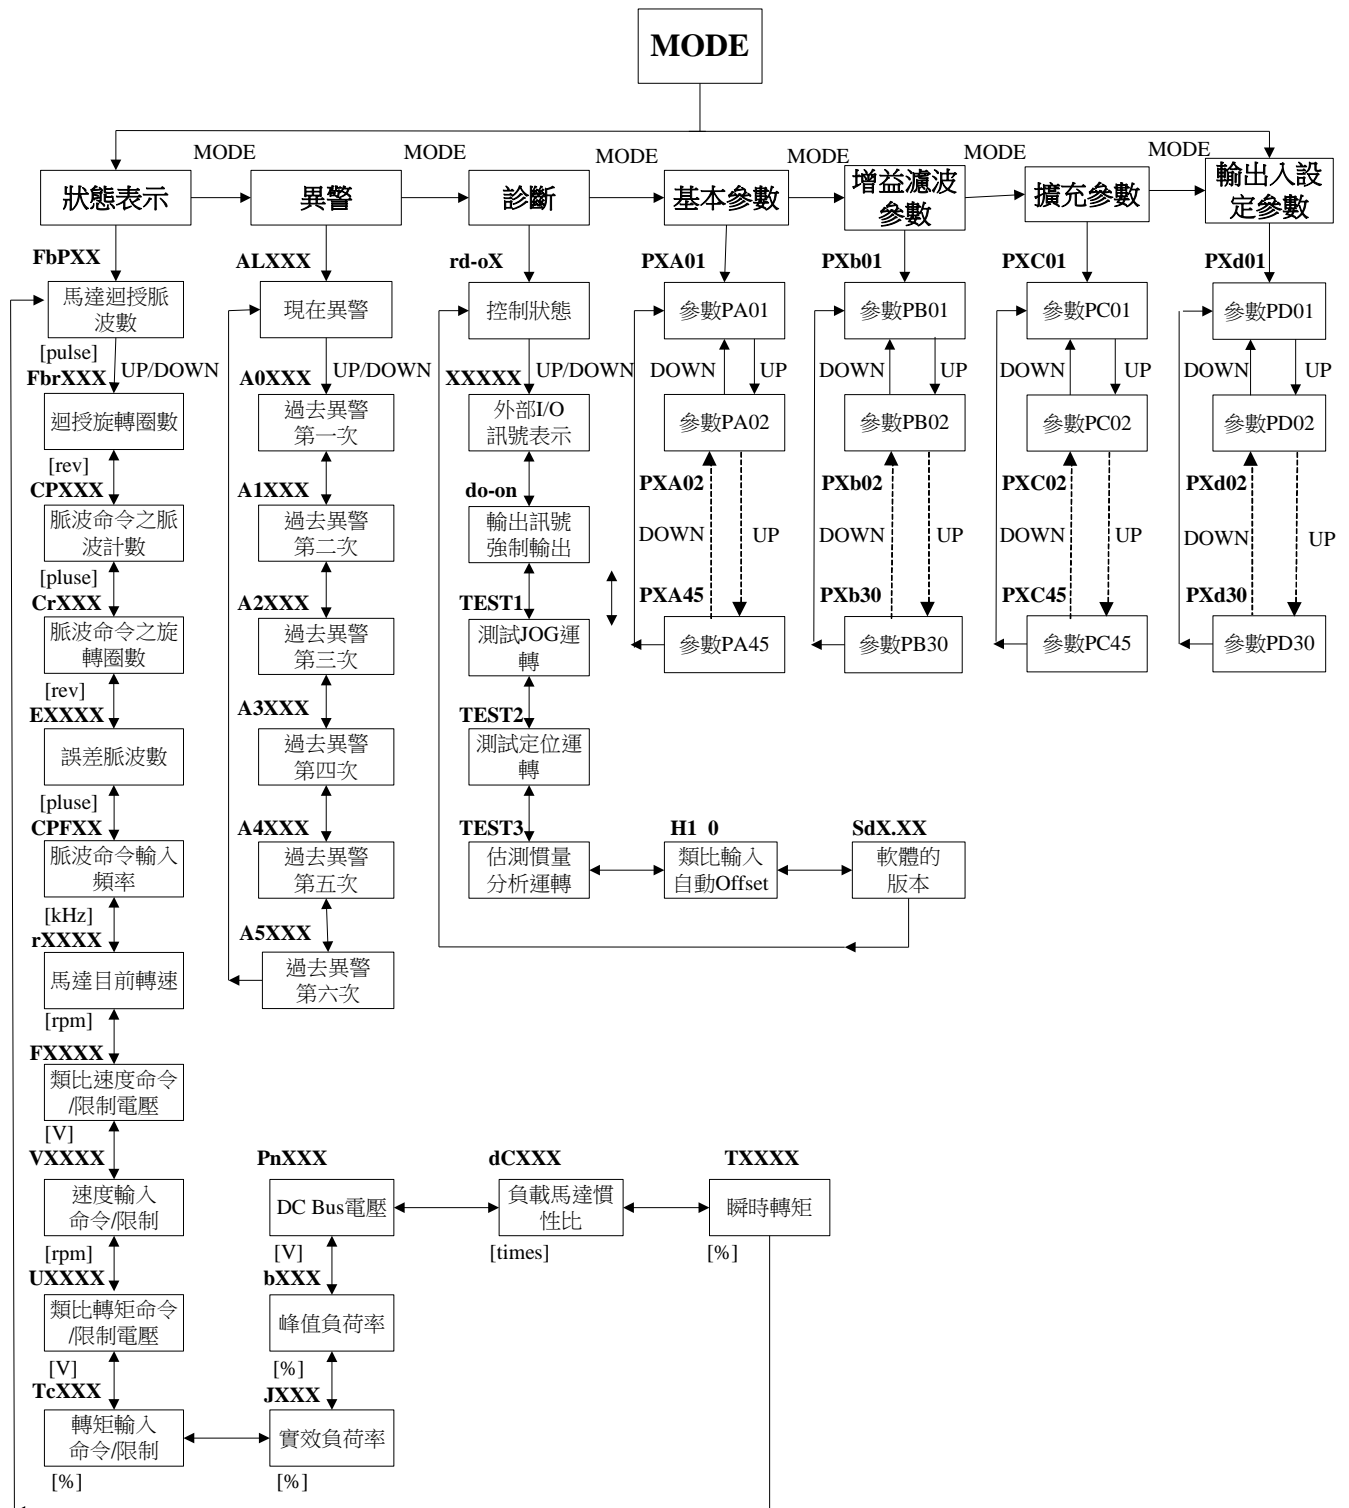 MODE
MODE
MODE
MODE
MODE
MODE
MODE
狀態表示
異警
診斷
基本參數
增益濾波
參數
擴充參數
輸出入設
定參數
FbPXX
馬達迴授脈
波數
[pulse]
UP/DOWN
FbrXXX
迴授旋轉圈數
[rev]
CPXXX
脈波命令之脈
波計數
[pluse]
CrXXX
脈波命令之旋
轉圈數
[rev]
EXXXX
誤差脈波數
[pluse]
CPFXX
脈波命令輸入
頻率
[kHz]
rXXXX
馬達目前轉速
[rpm]
FXXXX
類比速度命令
/限制電壓
[V]
VXXXX
速度輸入
命令/限制
[rpm]
UXXXX
類比轉矩命令
/限制電壓
[V]
TcXXX
轉矩輸入
命令/限制
[%]
JXXX
實效負荷率
[%]
bXXX
峰值負荷率
[%]
PnXXX
DC Bus電壓
[V]
dCXXX
負載馬達慣
性比
[times]
TXXXX
瞬時轉矩
[%]
ALXXX
現在異警
UP/DOWN
A0XXX
過去異警
第一次
A1XXX
過去異警
第二次
A2XXX
過去異警
第三次
A3XXX
過去異警
第四次
A4XXX
過去異警
第五次
A5XXX
過去異警
第六次
rd-oX
控制狀態
UP/DOWN
XXXXX
外部I/O
訊號表示
do-on
輸出訊號
強制輸出
TEST1
測試JOG運
轉
TEST2
測試定位運
轉
TEST3
估測慣量
分析運轉
H1 0
類比輸入
自動Offset
SdX.XX
軟體的
版本
PXA01
參數PA01
DOWN
UP
參數PA02
PXA02
DOWN
UP
PXA45
參數PA45
PXb01
參數PB01
DOWN
UP
參數PB02
PXb02
DOWN
UP
PXb30
參數PB30
PXC01
參數PC01
DOWN
UP
參數PC02
PXC02
DOWN
UP
PXC45
參數PC45
PXd01
參數PD01
DOWN
UP
參數PD02
PXd02
DOWN
UP
PXd30
參數PD30